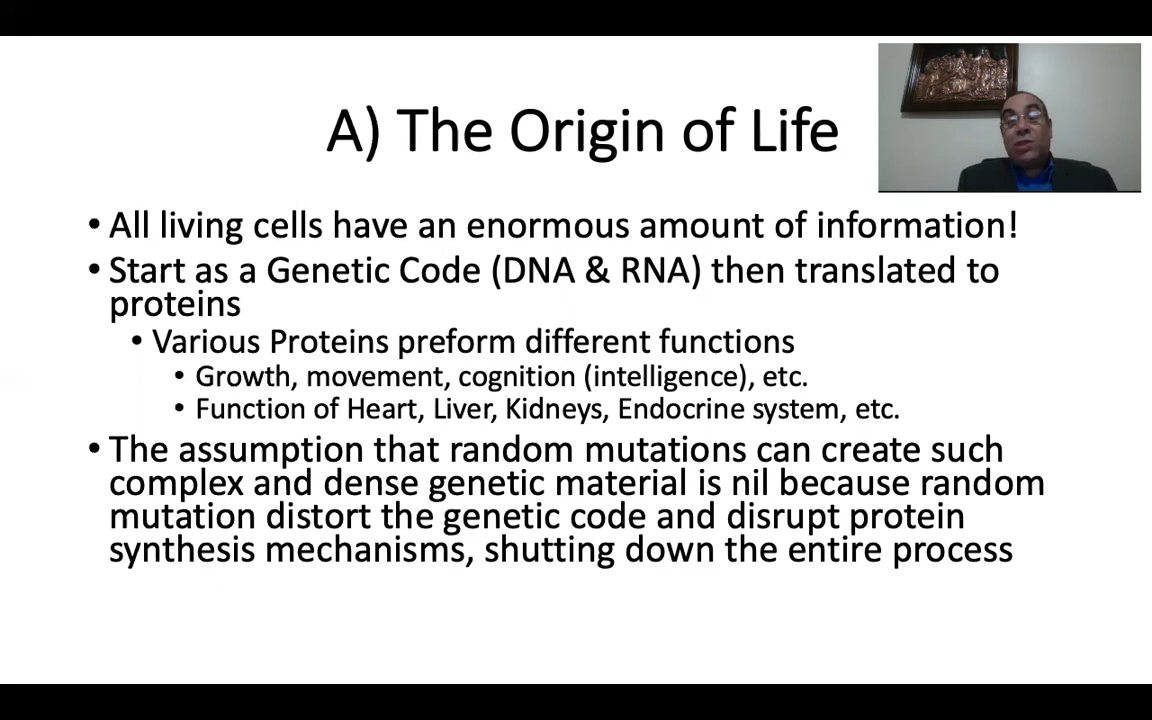 A) The Origin of Life
• All living cells have an enormous amount of information!
• Start as a Genetic Code (DNA & RNA) then translated to
proteins
• Various Proteins preform different functions
• Growth, movement, cognition (intelligence), etc.
• Function of Heart, Liver, Kidneys, Endocrine system, etc.
• The assumption that random mutations can create such
complex and dense genetic material is nil because random
mutation distort the genetic code and disrupt protein
synthesis mechanisms, shutting down the entire process